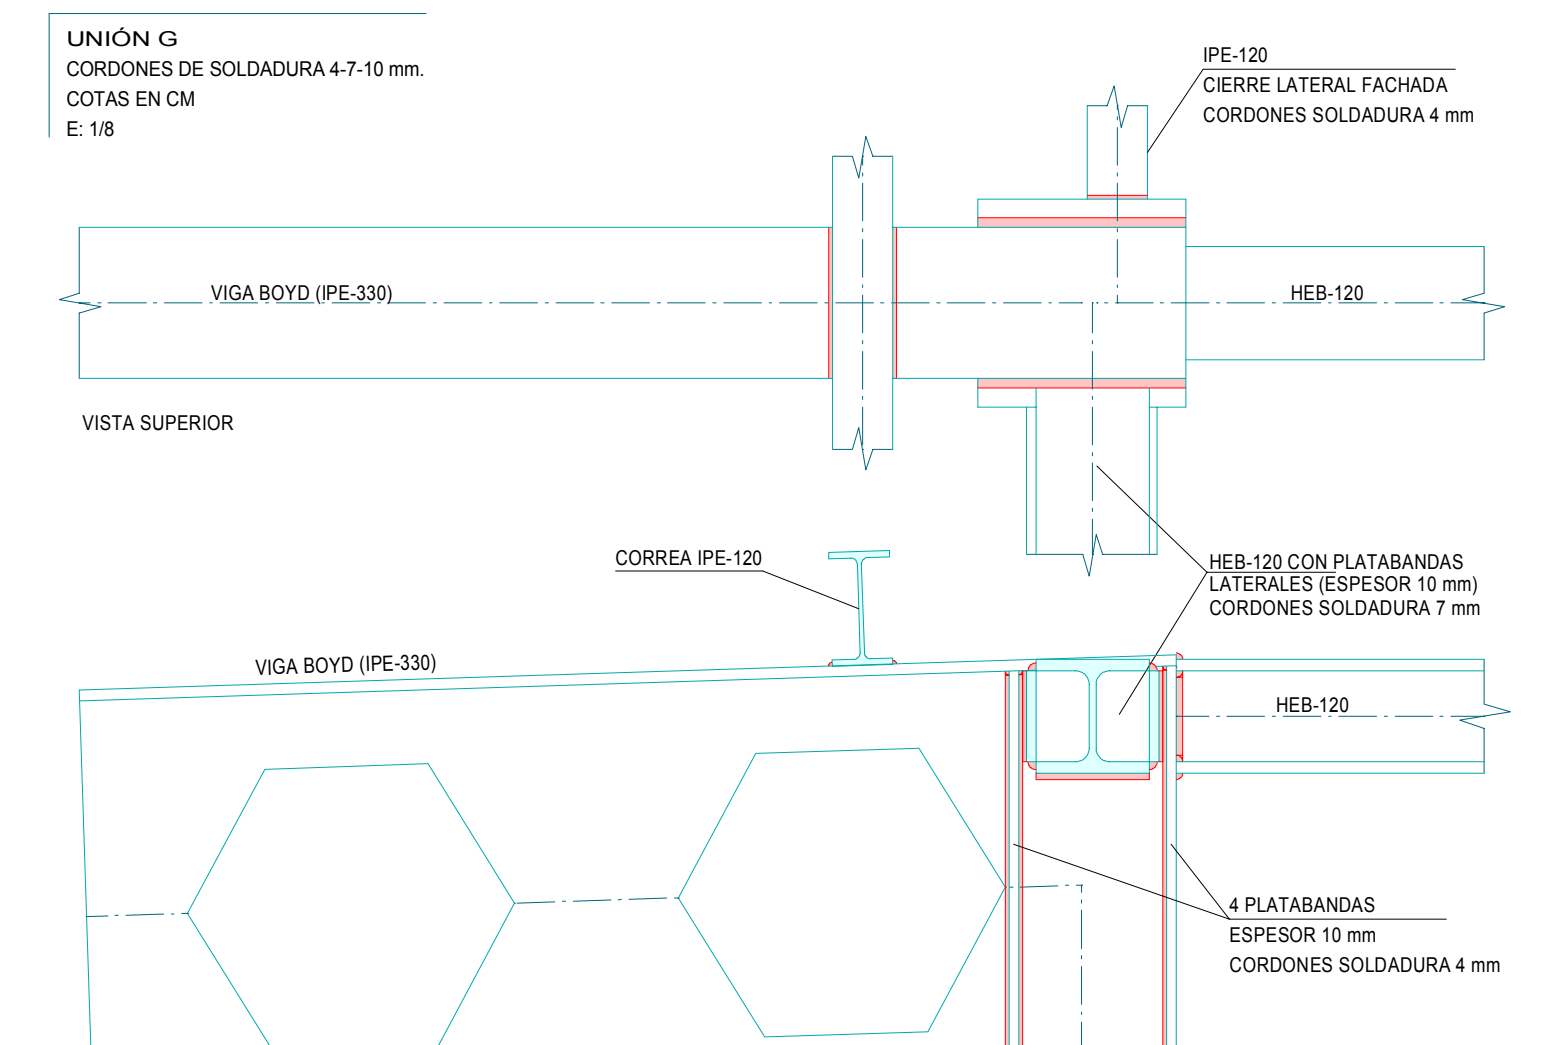 UNIÓN G
CORDONES DE SOLDADURA 4-7-10 mm.
COTAS EN CM
E: 1/8
IPE-120
CIERRE LATERAL FACHADA
CORDONES SOLDADURA 4 mm
VIGA BOYD (IPE-330)
HEB-120
VISTA SUPERIOR
CORREA IPE-120
HEB-120 CON PLATABANDAS
LATERALES (ESPESOR 10 mm)
CORDONES SOLDADURA 7 mm
VIGA BOYD (IPE-330)
HEB-120
4 PLATABANDAS
ESPESOR 10 mm
CORDONES SOLDADURA 4 mm